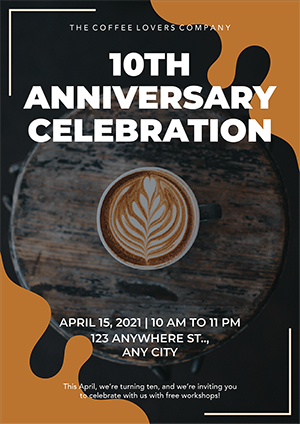 THE COFFEE LOVERS COMPANY
10TH
ANNIVERSARY
CELEBRATION
APRIL 15, 2021 | 10 AM TO 11 PM
123 ANYWHERE ST..,
ANY CITY
This April, we're turning ten, and we're inviting you
to celebrate with us with free workshops!